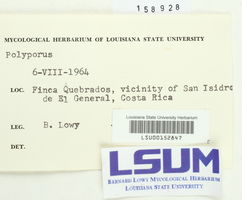 158928
MYCOLOGICAL HERBARIUM OF LOUISIANA STATE UNIVERSITY
Polyporus
6-VIII-1964
LOC. Finca Quebrados, vicinity of San Isidro
de El General, Costa Rica
LEG. B. Lowy
Louisiana State University Herbarium
LSU00152847
DET.
LSUM
BERNARD LOWY MYCOLOGICAL HERBARIUM
LOUISIANA STATE UNIVERSITY